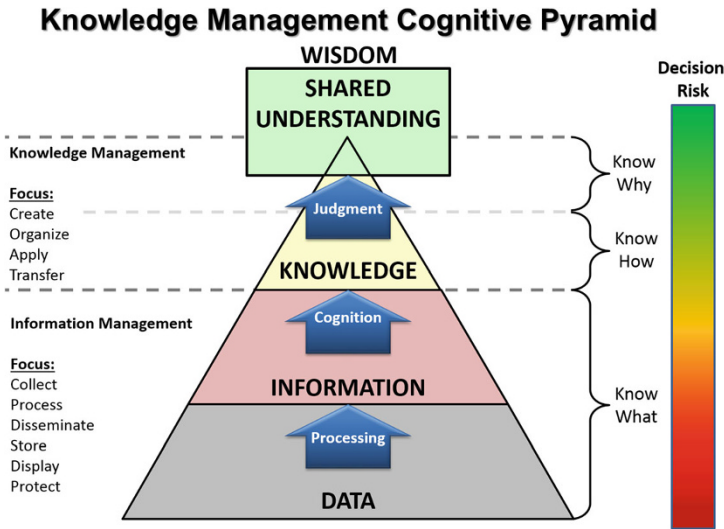 Knowledge Management Cognitive Pyramid
WISDOM
SHARED
UNDERSTANDING
Decision
Risk
Knowledge Management
Focus:
Create
Organize
Apply
Transfer
Judgment
KNOWLEDGE
Know
Why
Know
How
Information Management
Focus:
Collect
Process
Disseminate
Store
Display
Protect
Cognition
INFORMATION
Processing
DATA
Know
What